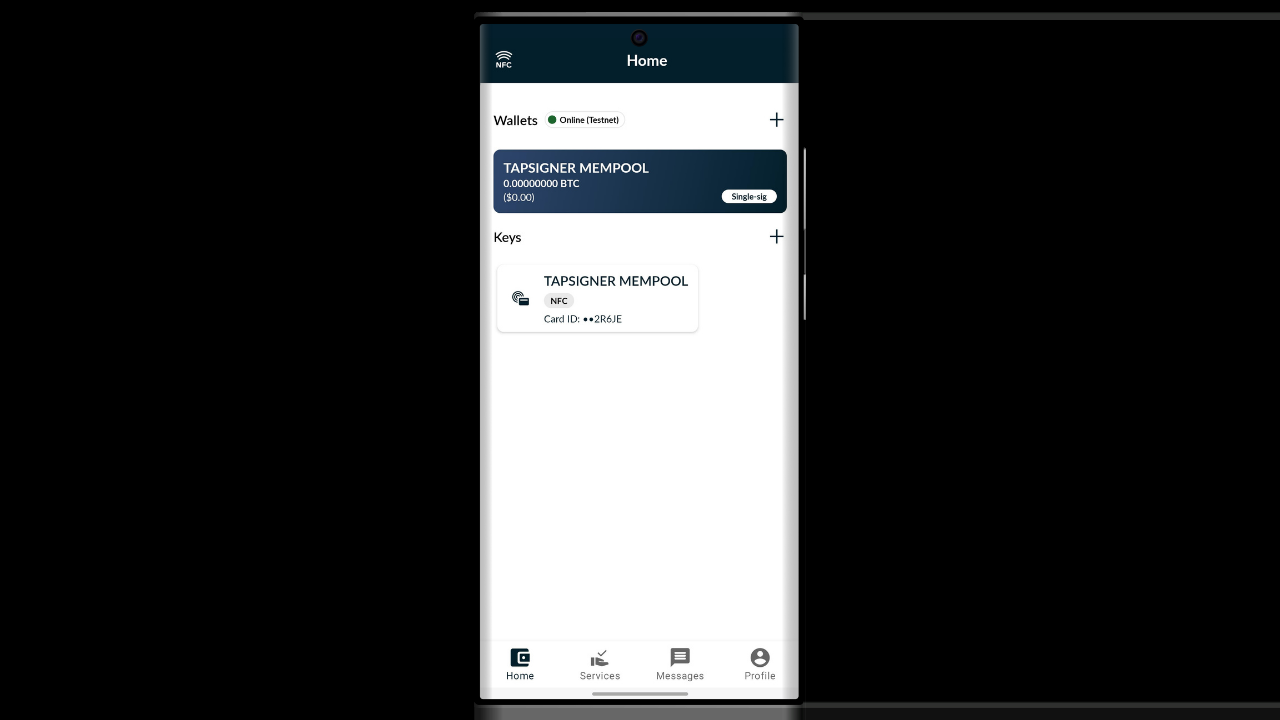 Home
NFC
Wallets
Online (Testnet)
TAPSIGNER MEMPOOL
0.00000000 BTC
($0.00)
Single-sig
Keys
TAPSIGNER MEMPOOL
NFC
Card ID: ••2R6JE
Home
Services
Messages
Profile